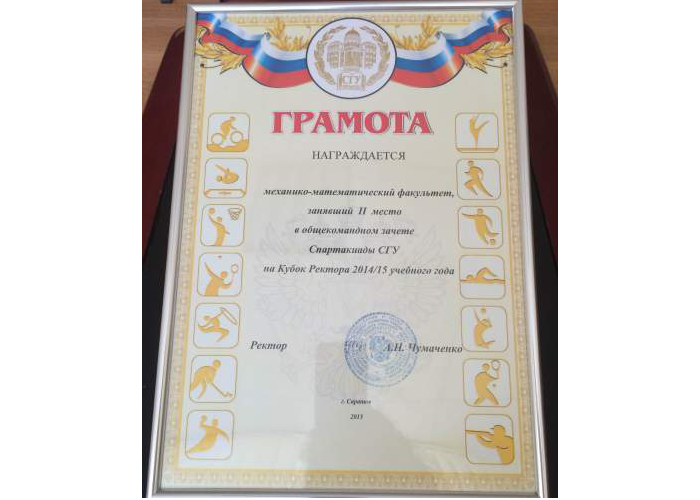 СГУ
ГРАМОТА
НАГРАЖДАЕТСЯ
механико-математический факультет,
занявший II место
в общекомандном зачете
Спартакиады СГУ
на Кубок Ректора 2014/15 учебного года
Ректор
А.Н. Чумаченко
г. Саратов
2015